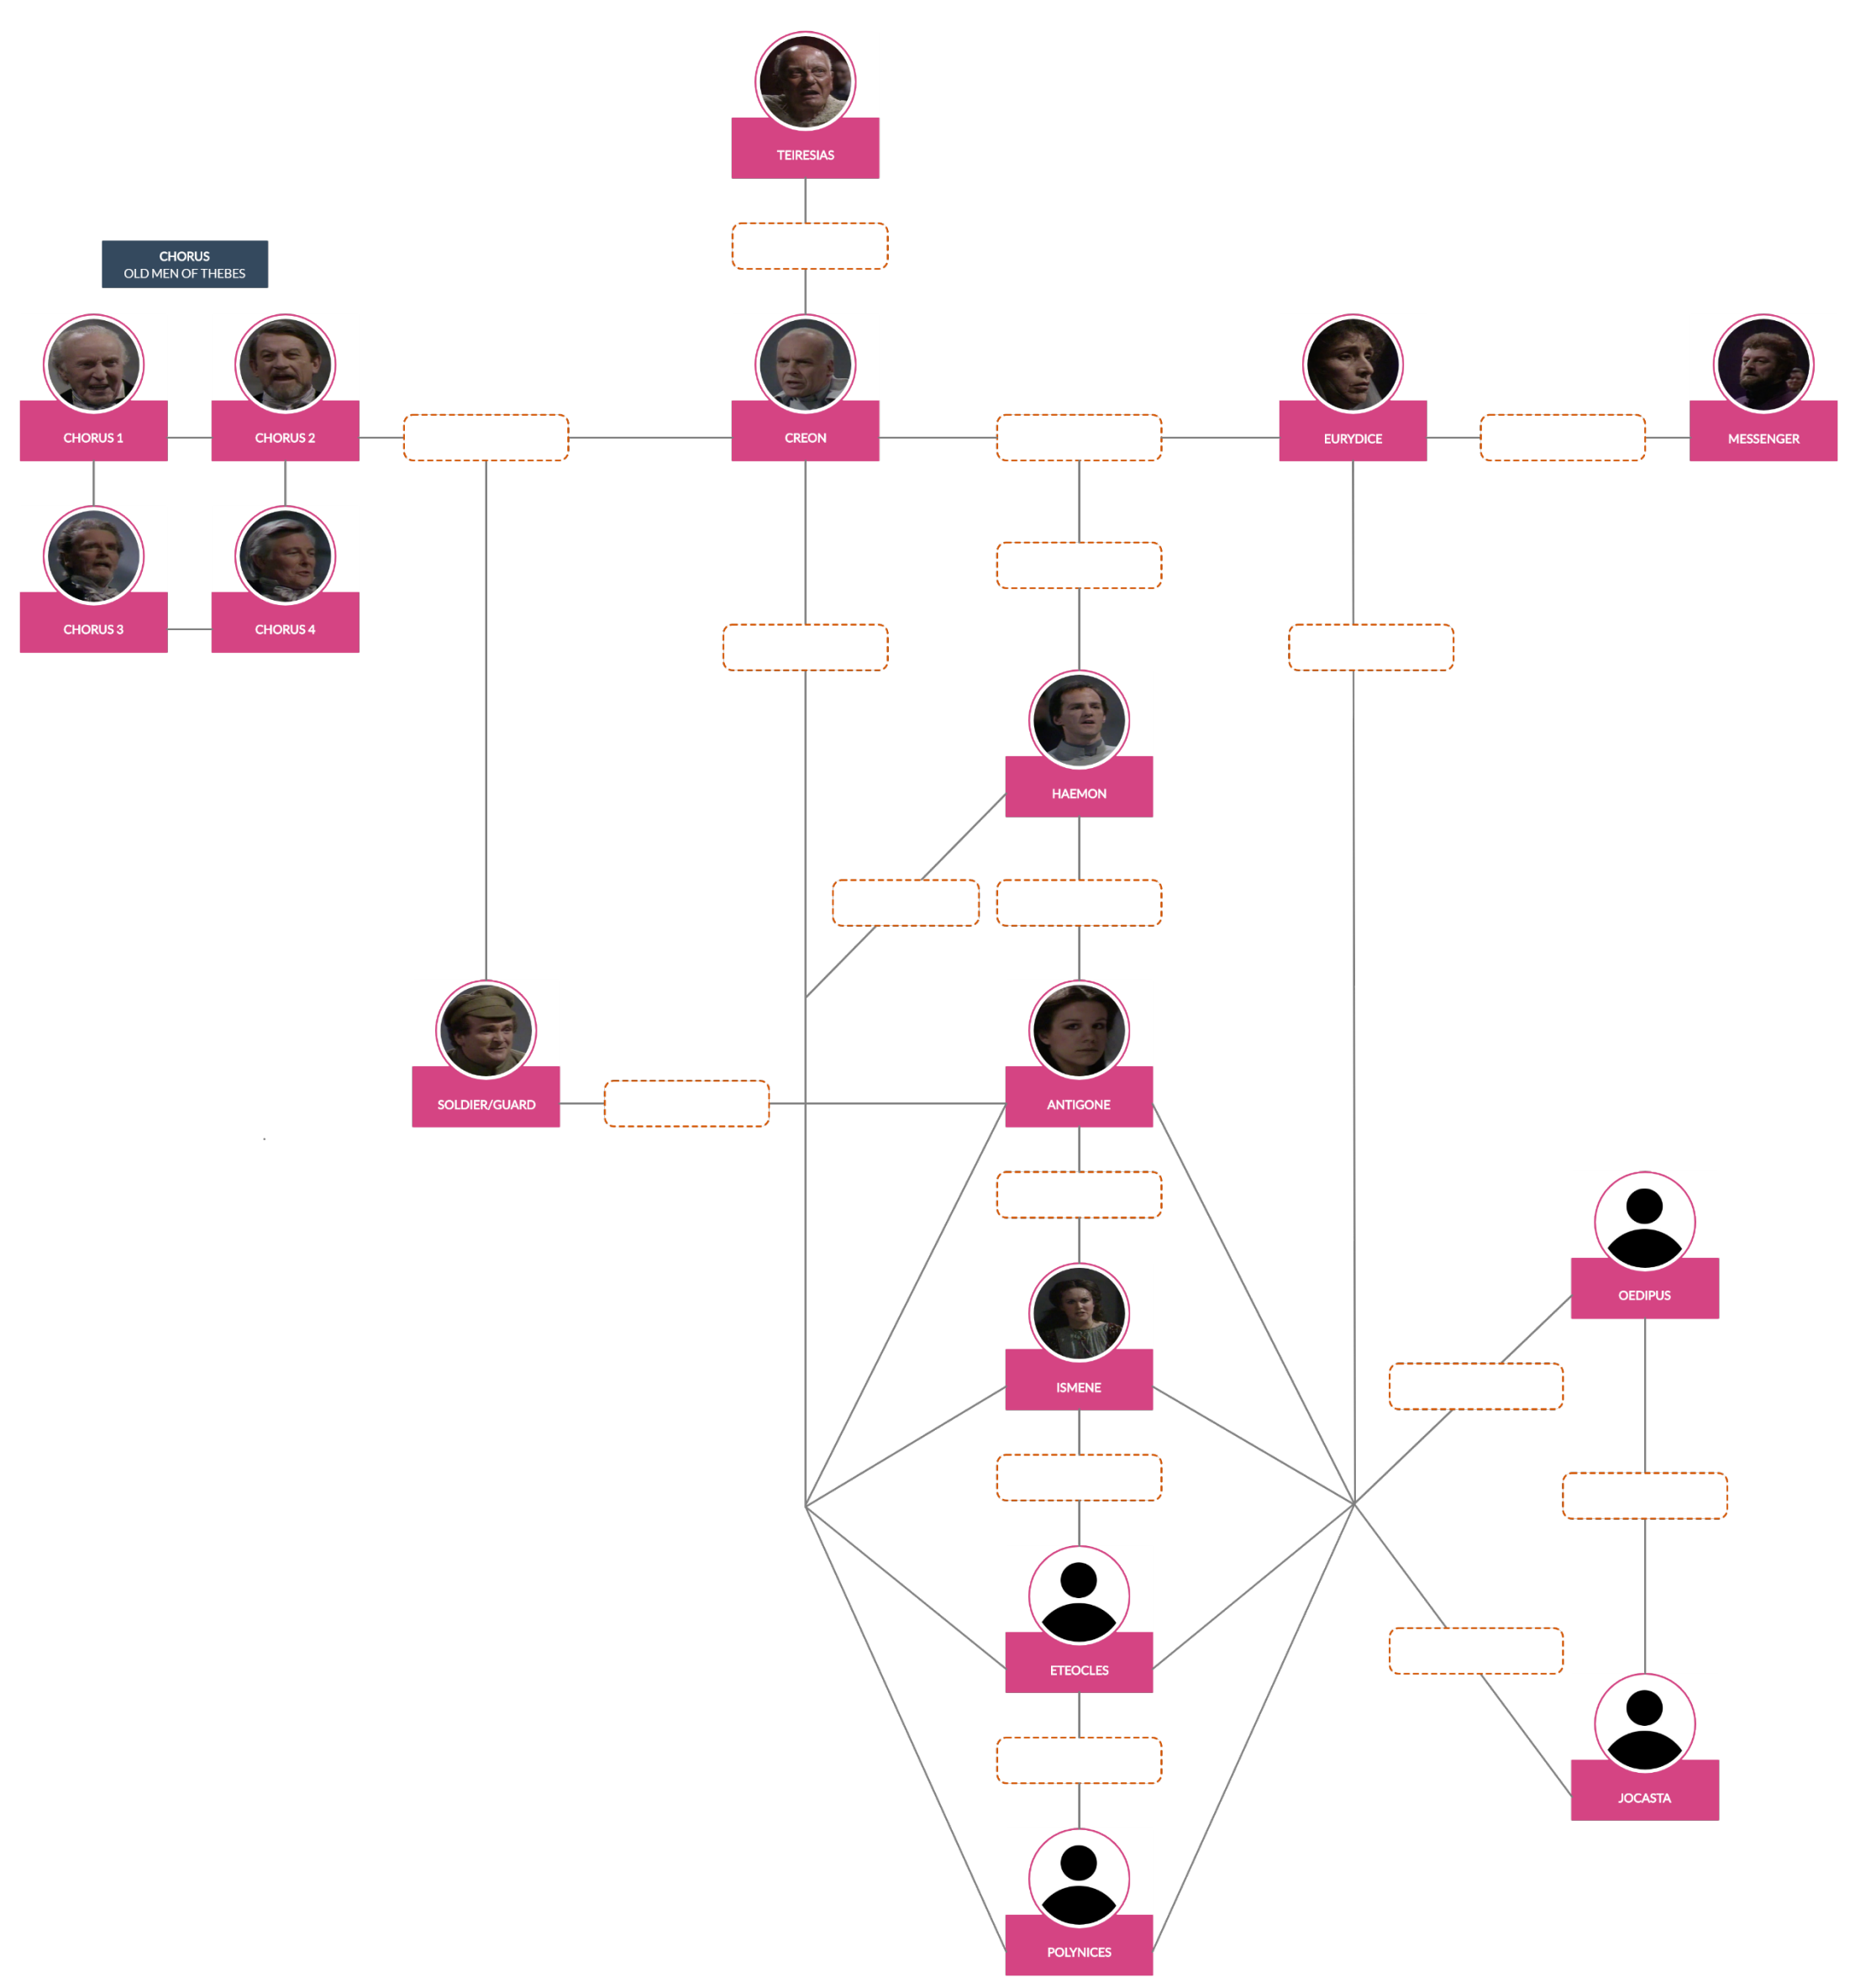 TEIRESIAS
CHORUS
OLD MEN OF THEBES
CHORUS 1
CHORUS 2
CREON
EURYDICE
MESSENGER
CHORUS 3
CHORUS 4
HAEMON
SOLDIER/GUARD
ANTIGONE
OEDIPUS
ISMENE
ETEOCLES
JOCASTA
POLYNICES